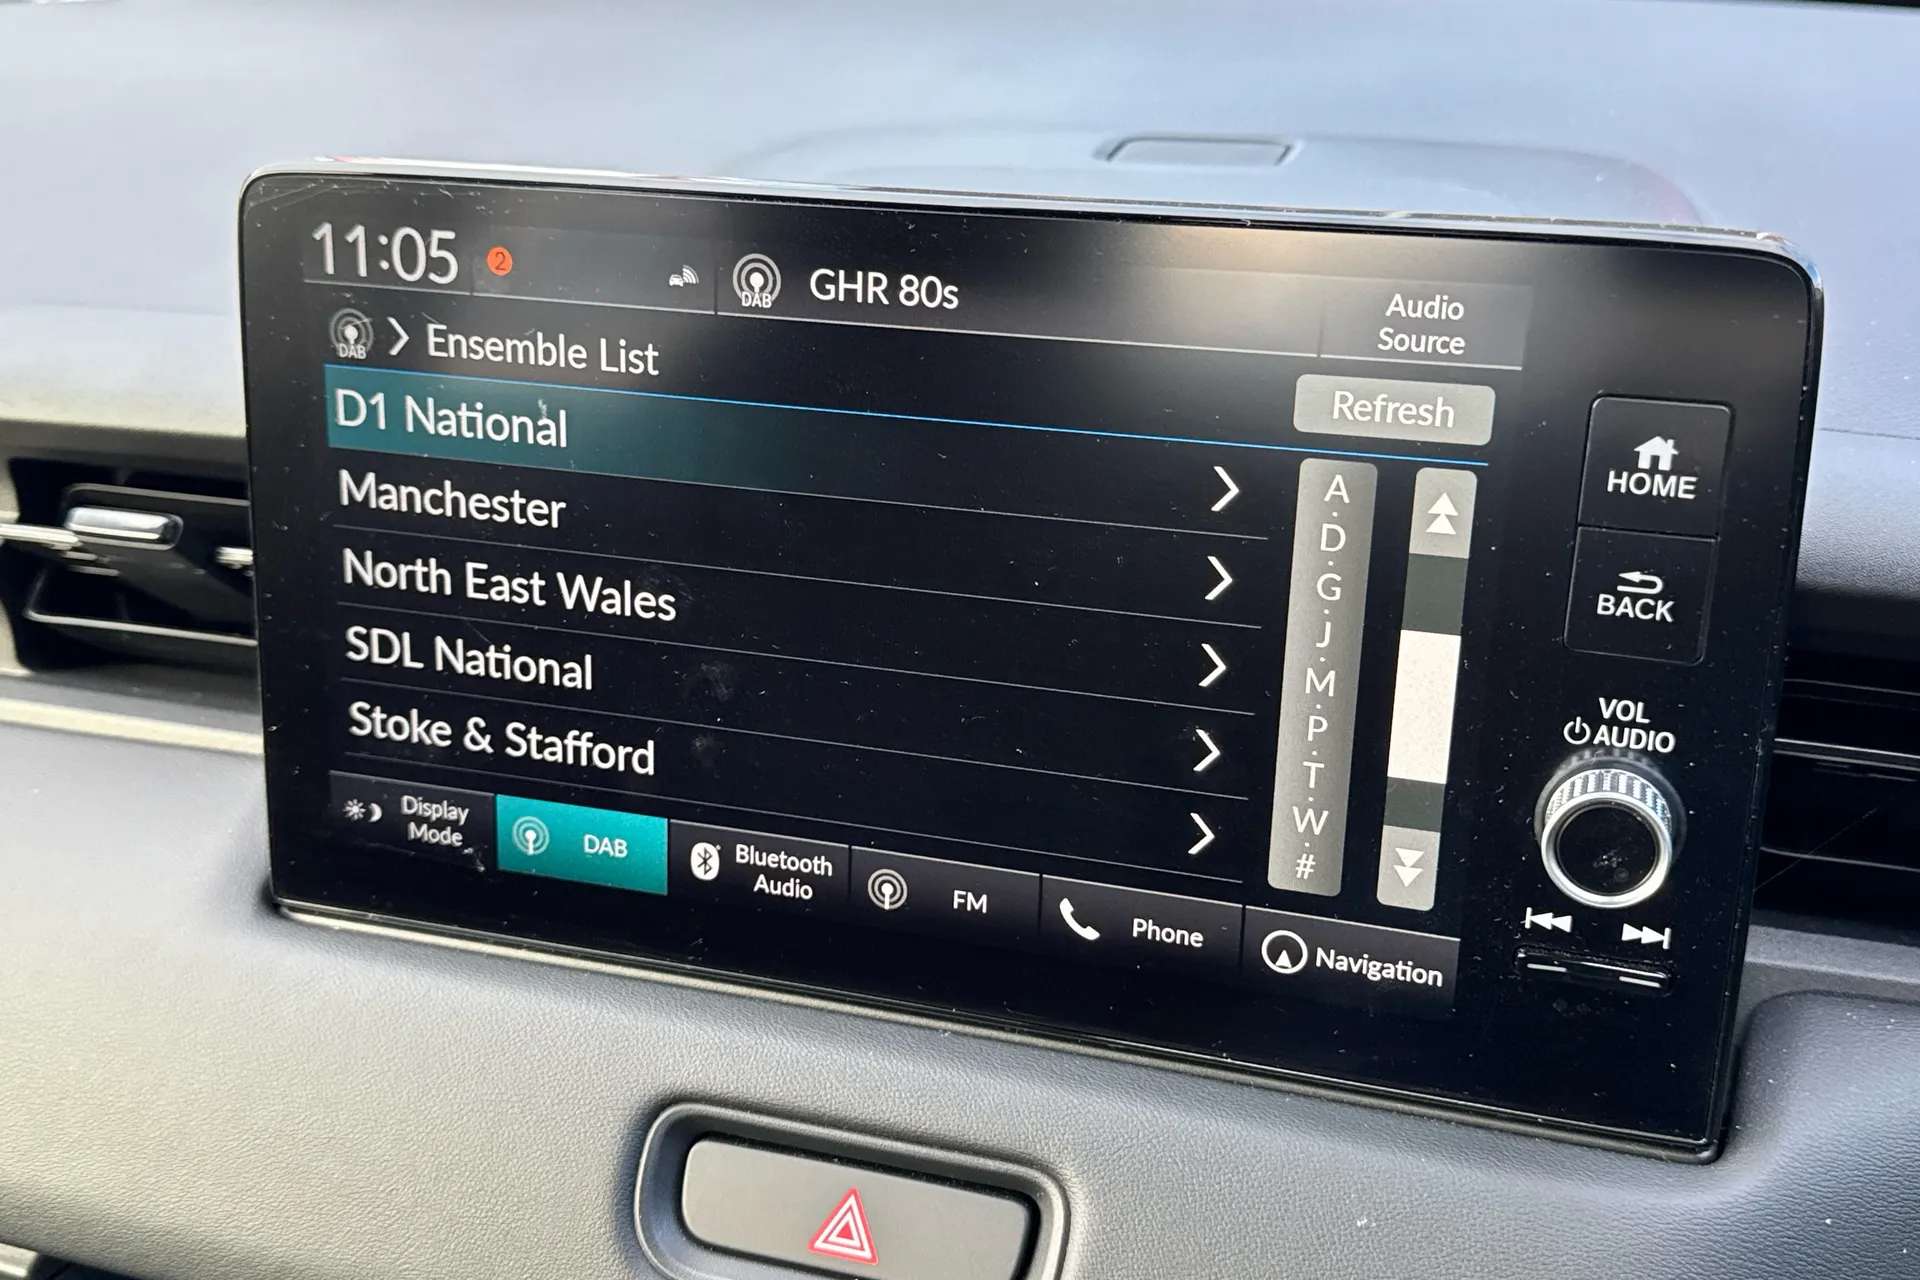 11:05
2
DAB
GHR 80s
Audio
Source
DAB
Ensemble List
Refresh
D1 National
Manchester
North East Wales
SDL National
Stoke & Stafford
A
D
G
J
M
P
T
W
#
HOME
BACK
VOL
AUDIO
Display
Mode
DAB
Bluetooth
Audio
FM
Phone
Navigation